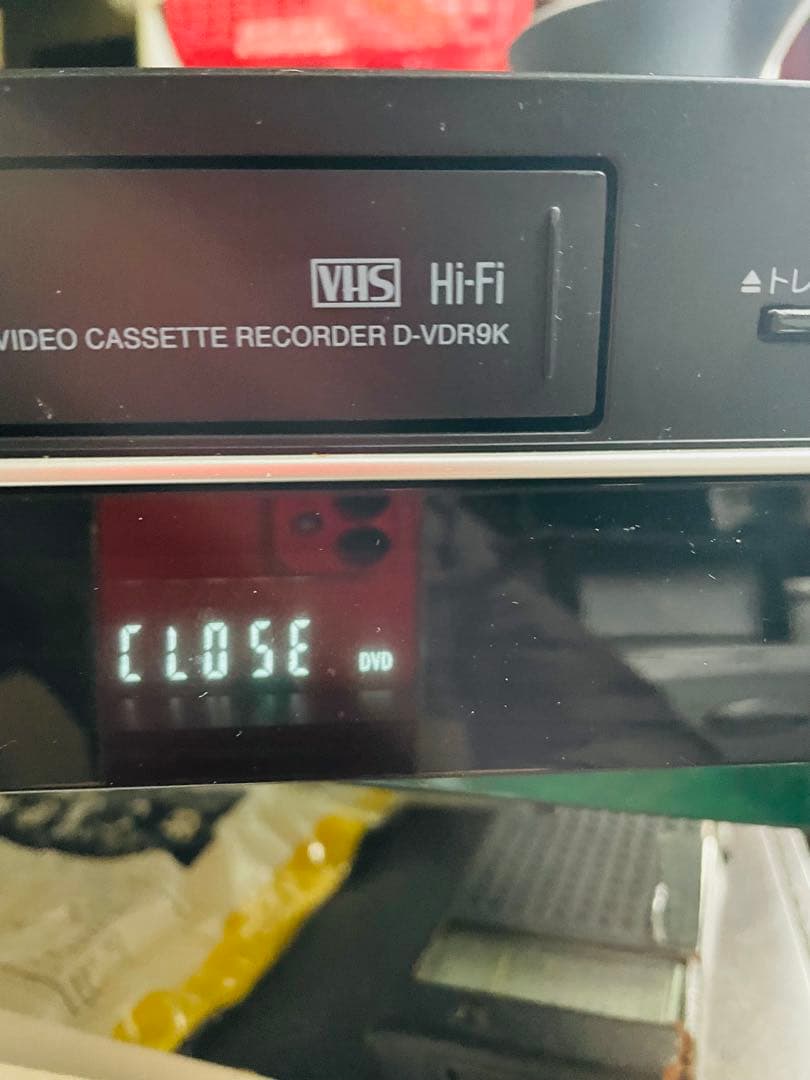 VHS Hi-Fi
VIDEO CASSETTE RECORDER D-VDR9K
⏏トレ
CLOSE DVD